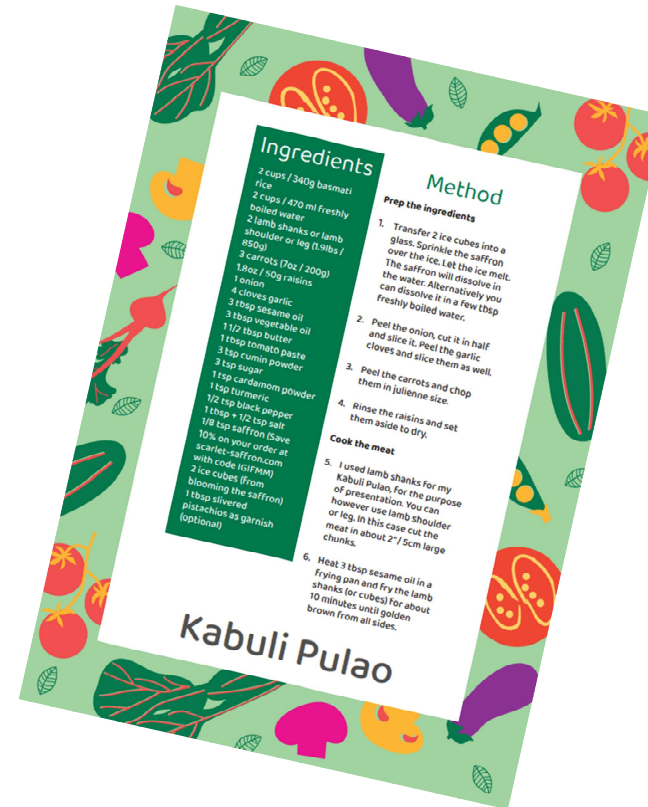 Ingredients
2 cups / 340g basmati
rice
2 cups / 470 ml freshly
boiled water
2 lamb shanks or lamb
shoulder or leg (1.9lbs /
850g)
3 carrots (7oz / 200g)
1.8oz / 50g raisins
1 onion
4 cloves garlic
3 tbsp sesame oil
3 tbsp vegetable oil
1 1/2 tbsp butter
1 tbsp tomato paste
3 tsp cumin powder
3 tsp sugar
1 tsp cardamom powder
1 tsp turmeric
1/2 tsp black pepper
1 tbsp + 1/2 tsp salt
1/8 tsp saffron (Save
10% on your order at
scarlet-saffron.com
with code IGIFMM)
2 ice cubes (from
blooming the saffron)
1 tbsp slivered
pistachios as garnish
(optional)
Method
Prep the ingredients
1. Transfer 2 ice cubes into a
glass. Sprinkle the saffron
over the ice. Let the ice melt.
The saffron will dissolve in
the water. Alternatively you
can dissolve it in a few tbsp
freshly boiled water.
2. Peel the onion, cut it in half
and slice it. Peel the garlic
cloves and slice them as well.
3. Peel the carrots and chop
them in julienne size.
4. Rinse the raisins and set
them aside to dry.
Cook the meat
5. I used lamb shanks for my
Kabuli Pulao, for the purpose
of presentation. You can
however use lamb shoulder
or leg. In this case cut the
meat in about 2"/ 5cm large
chunks.
6. Heat 3 tbsp sesame oil in a
frying pan and fry the lamb
shanks (or cubes) for about
10 minutes until golden
brown from all sides.
Kabuli Pulao